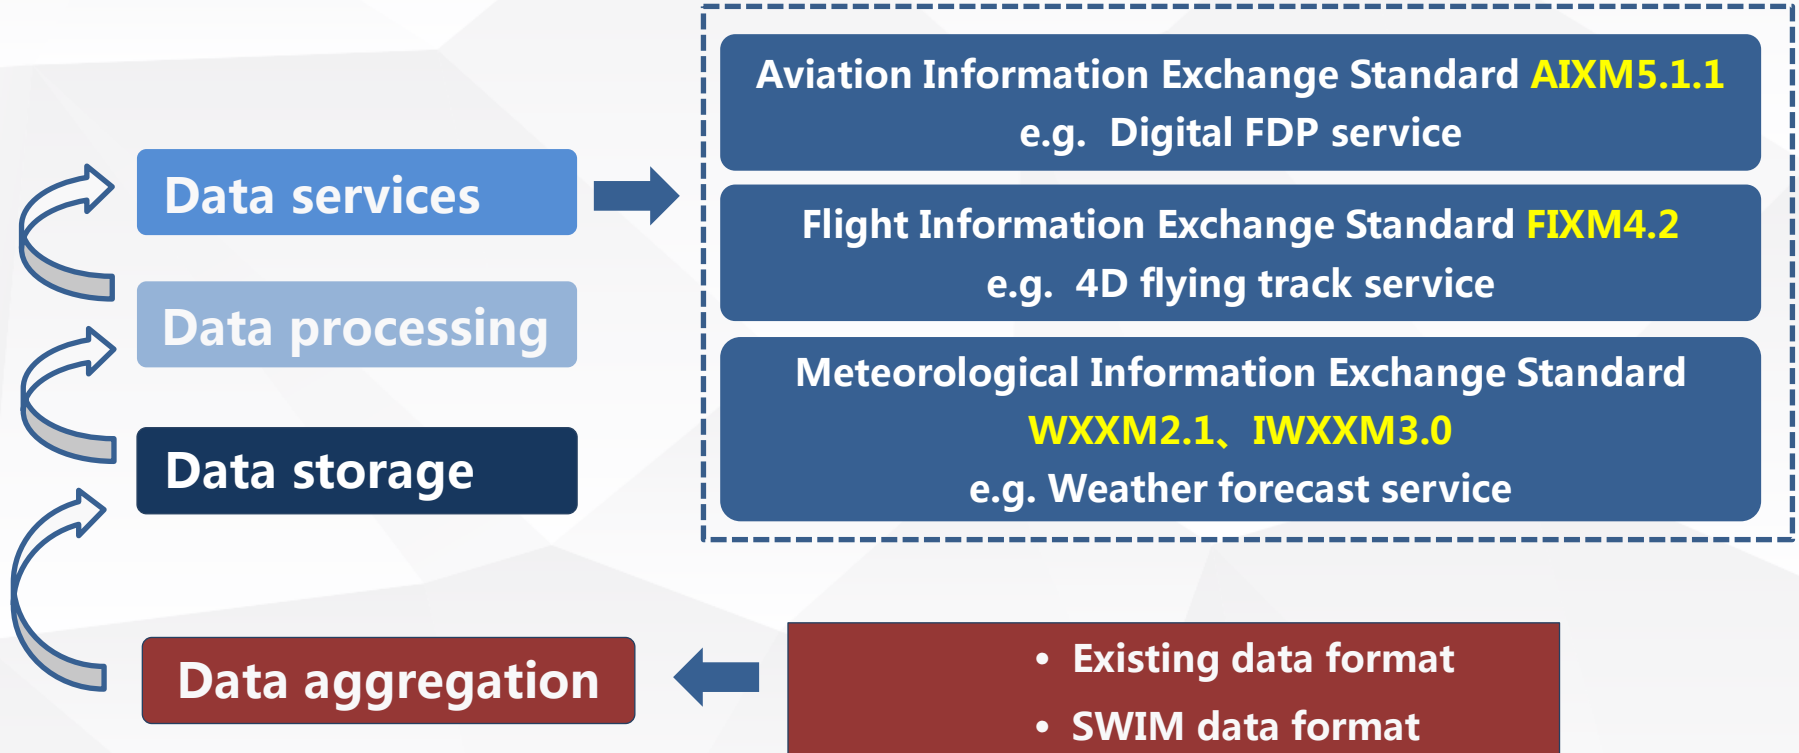 Data services
Data processing
Data storage
Data aggregation
Aviation Information Exchange Standard AIXM5.1.1
e.g. Digital FDP service
Flight Information Exchange Standard FIXM4.2
e.g. 4D flying track service
Meteorological Information Exchange Standard
WXXM2.1、IWXXM3.0
e.g. Weather forecast service
• Existing data format
• SWIM data format